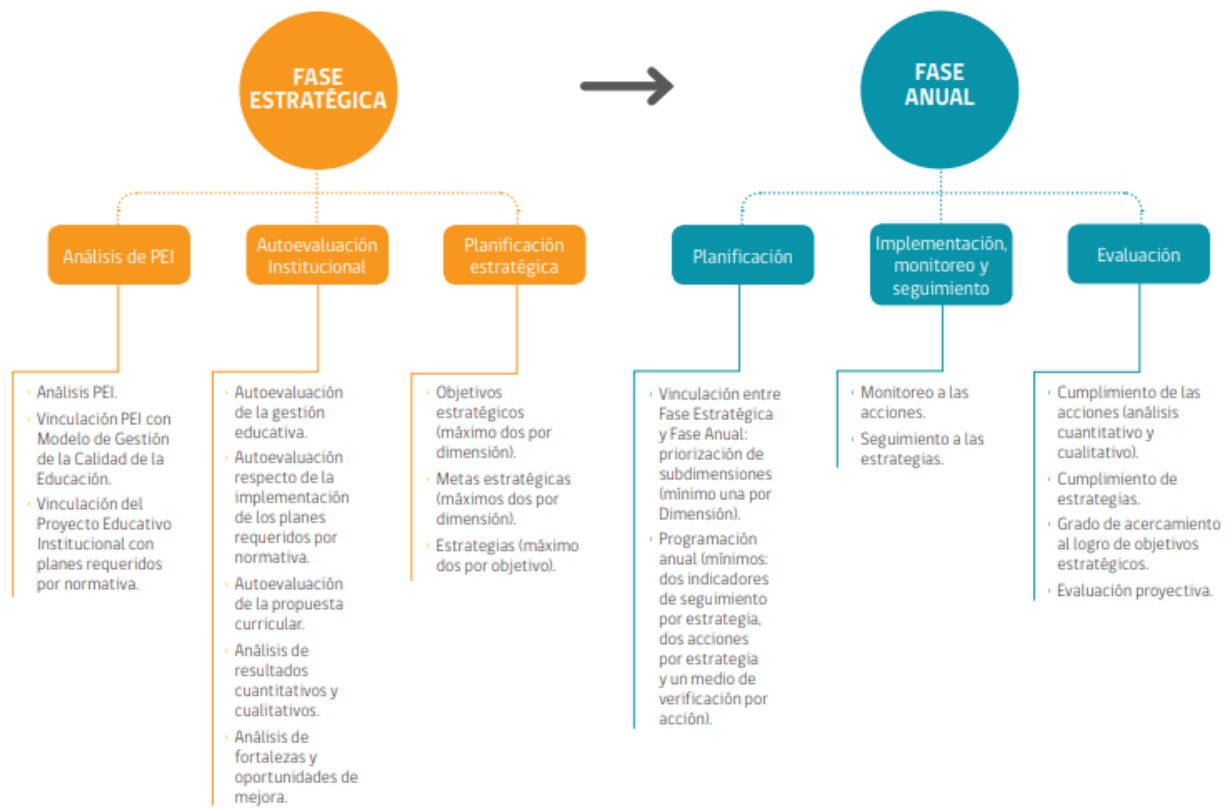 FASE
ESTRATÉGICA
Análisis de PEI
Análisis PEI.
Vinculación PEI con
Modelo de Gestión
de la Calidad de la
Educación.
Vinculación del
Proyecto Educativo
Institucional con
planes requeridos
por normativa.
Autoevaluación
Institucional
Autoevaluación
de la gestión
educativa.
Autoevaluación
respecto de la
implementación
de los planes
requeridos por
normativa.
Autoevaluación
de la propuesta
curricular.
Análisis de
resultados
cuantitativos y
cualitativos.
Análisis de
fortalezas y
oportunidades de
mejora.
Planificación
estratégica
Objetivos
estratégicos
(máximo dos por
dimensión).
Metas estratégicas
(máximos dos por
dimensión).
Estrategias (máximo
dos por objetivo).
FASE
ANUAL
Planificación
Vinculación entre
Fase Estratégica
y Fase Anual:
priorización de
subdimensiones
(mínimo una por
Dimensión).
Programación
anual (mínimos:
dos indicadores
de seguimiento
por estrategia,
dos acciones
por estrategia
y un medio de
verificación por
acción).
Implementación,
monitoreo y
seguimiento
Monitoreo a las
acciones.
Seguimiento a las
estrategias.
Evaluación
Cumplimiento de las
acciones (análisis
cuantitativo y
cualitativo).
Cumplimiento de
estrategias.
Grado de acercamiento
al logro de objetivos
estratégicos.
Evaluación proyectiva.